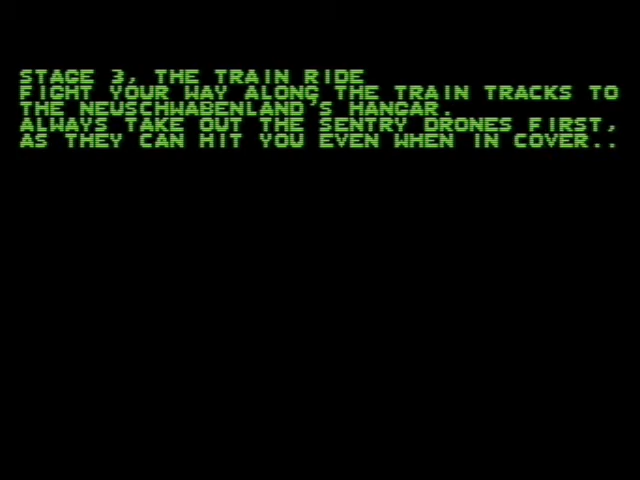 STAGE 3, THE TRAIN RIDE
FIGHT YOUR WAY ALONG THE TRAIN TRACKS TO
THE NEUSCHWABENLAND'S HANGAR.
ALWAYS TAKE OUT THE SENTRY DRONES FIRST,
AS THEY CAN HIT YOU EVEN WHEN IN COVER..